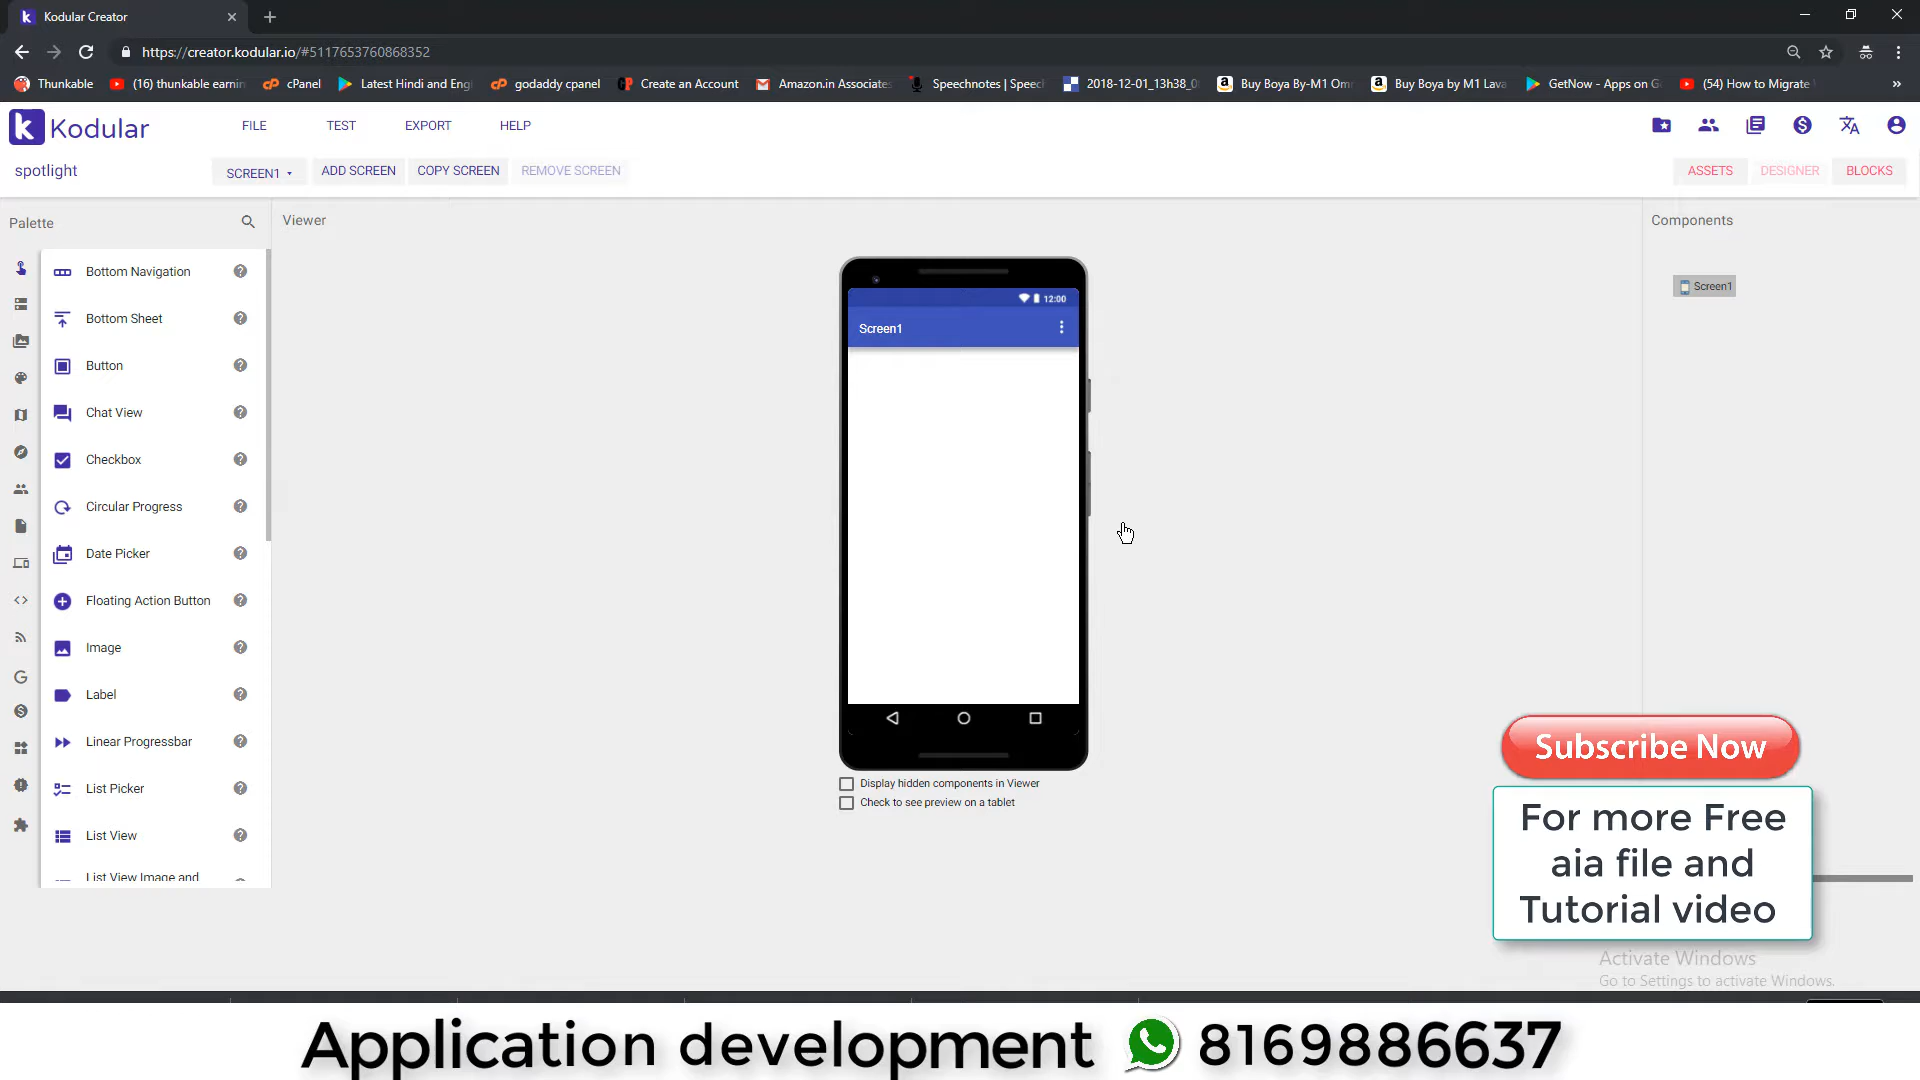 Kodular Creator
https://creator.kodular.io/#5117653760868352
Thunkable
(16) thunkable earnin
cPanel
Latest Hindi and Eng
godaddy cpanel
Create an Account
Amazon.in Associate
Speechnotes | Speech
2018-12-01_13h38_0
Buy Boya By-M1 Om
Buy Boya by M1 Lava
GetNow - Apps on G
(54) How to Migrate
Kodular
FILE
TEST
EXPORT
HELP
spotlight
SCREEN1
ADD SCREEN
COPY SCREEN
REMOVE SCREEN
ASSETS
DESIGNER
BLOCKS
Palette
Viewer
Components
Bottom Navigation
Bottom Sheet
Button
Chat View
Checkbox
Circular Progress
Date Picker
Floating Action Button
Image
Label
Linear Progressbar
List Picker
List View
List View Image and
12:00
Screen1
Display hidden components in Viewer
Check to see preview on a tablet
Screen1
Subscribe Now
For more Free
aia file and
Tutorial video
Activate Windows
Go to Settings to activate Windows.
Application development 8169886637